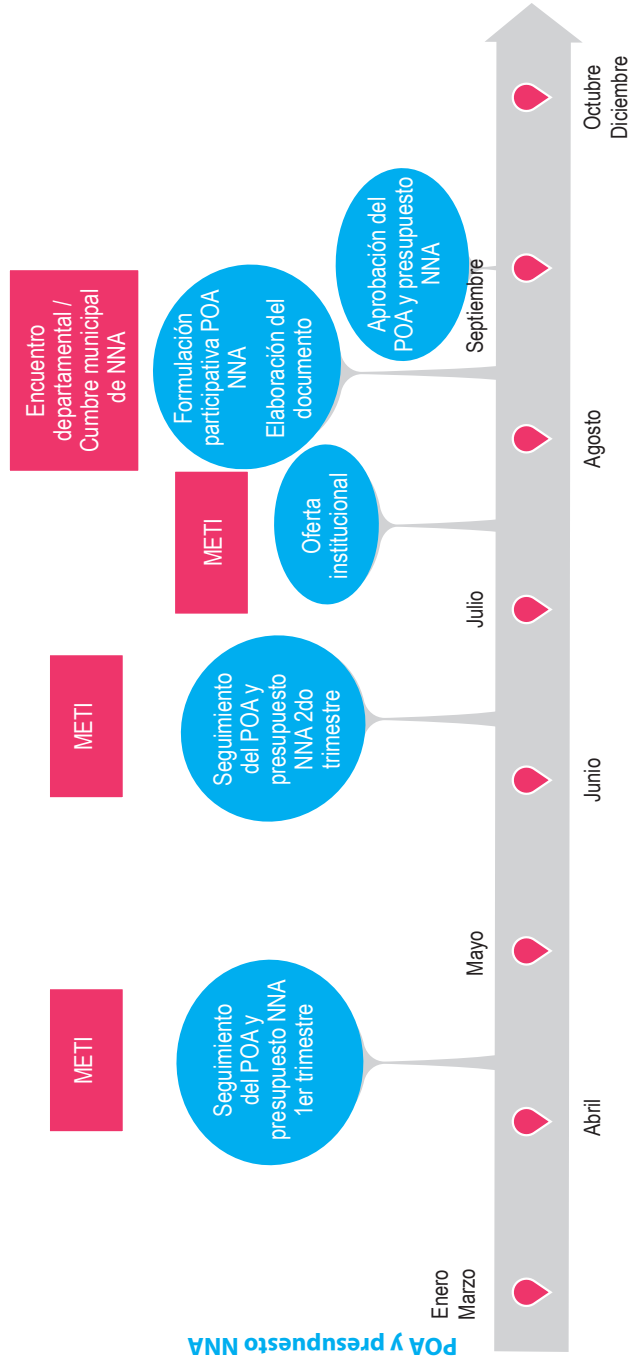 POA y presupuesto NNA
METI
METI
METI
Encuentro
departamental /
Cumbre municipal
de NNA
Seguimiento
del POA y
presupuesto NNA
1er trimestre
Seguimiento
del POA y
presupuesto
NNA 2do
trimestre
Oferta
institucional
Formulación
participativa POA
NNA
Elaboración del
documento
Aprobación del
POA y presupuesto
NNA
Enero
Marzo
Abril
Mayo
Junio
Julio
Agosto
Septiembre
Octubre
Diciembre